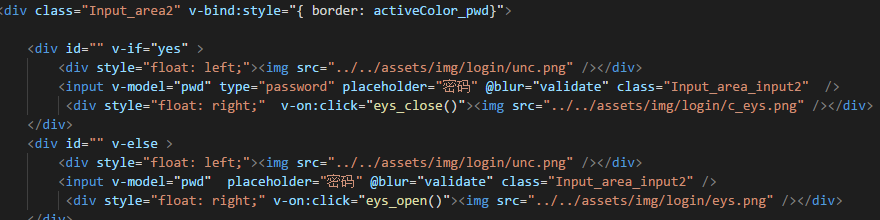 <div class="Input_area2" v-bind:style="{ border: activeColor_pwd}">
<div id="" v-if="yes" >
<div style="float: left;"><img src="../../assets/img/login/unc.png" /></div>
<input v-model="pwd" type="password" placeholder="密码" @blur="validate" class="Input_area_input2"  />
<div style="float: right;"  v-on:click="eys_close()"><img src="../../assets/img/login/c_eys.png" /></div>
</div>
<div id="" v-else >
<div style="float: left;"><img src="../../assets/img/login/unc.png" /></div>
<input v-model="pwd"  placeholder="密码" @blur="validate" class="Input_area_input2" />
<div style="float: right;" v-on:click="eys_open()"><img src="../../assets/img/login/eys.png" /></div>
</div>